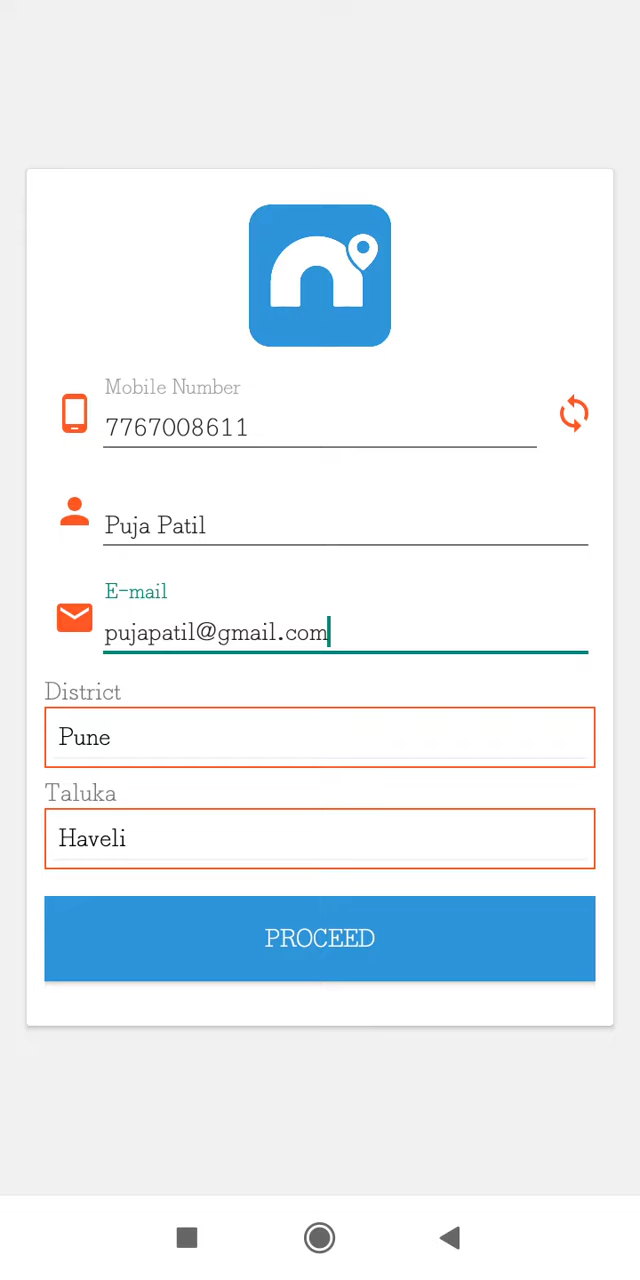 Mobile Number
7767008611
Puja Patil
E-mail
pujapatil@gmail.com
District
Pune
Taluka
Haveli
PROCEED